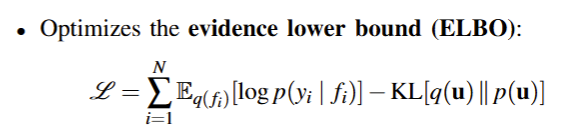 • Optimizes the evidence lower bound (ELBO):
ℒ = ∑_{i=1}^{N} 𝔼_{q(f_i)}[log p(y_i | f_i)] − KL[q(𝐮) ∥ p(𝐮)]